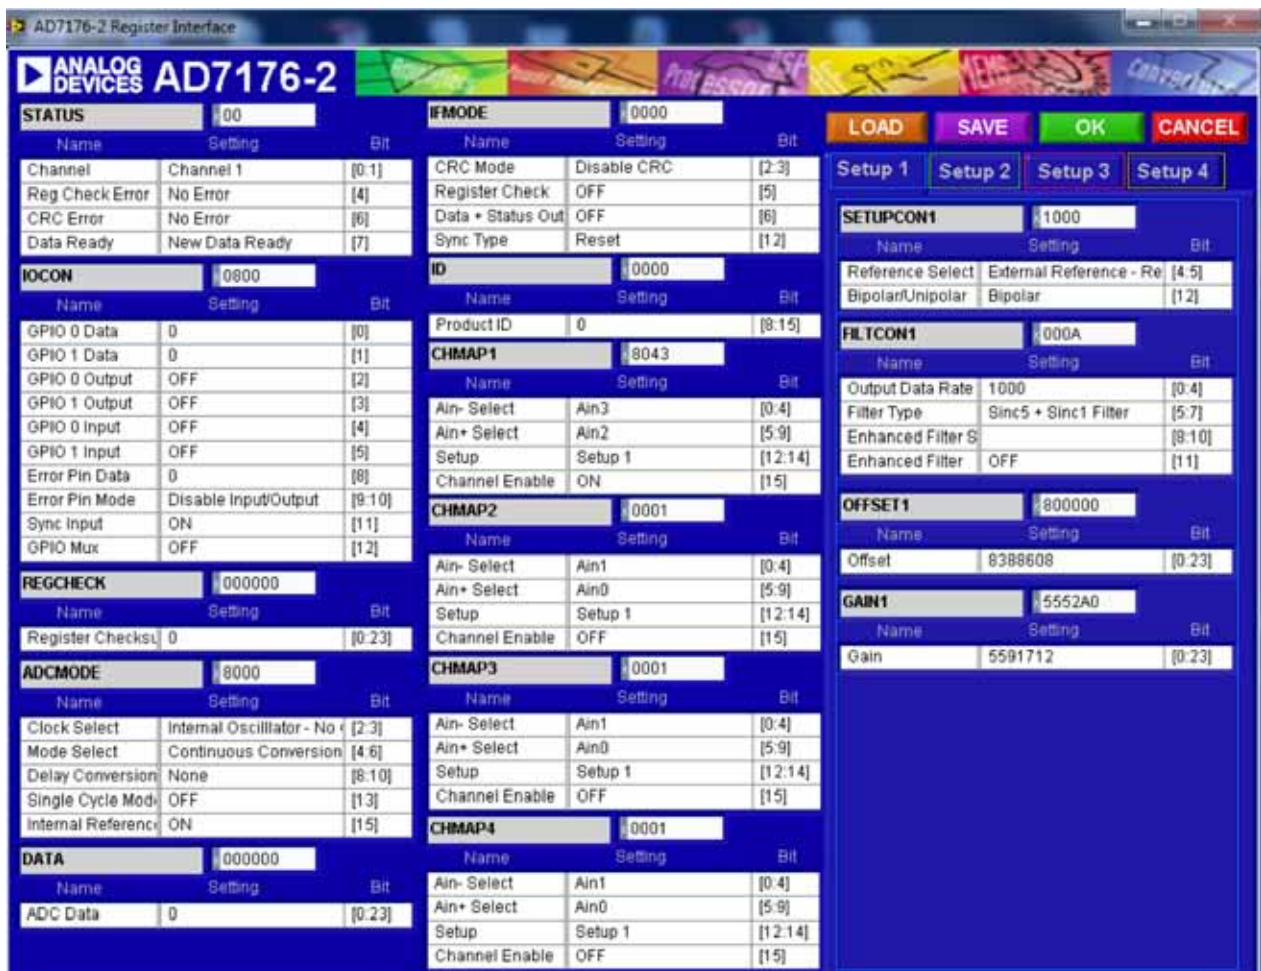 AD7176-2 Register Interface
ANALOG DEVICES AD7176-2
STATUS 00
Name Setting Bit
Channel Channel 1 [0:1]
Reg Check Error No Error [4]
CRC Error No Error [6]
Data Ready New Data Ready [7]
IOCON 0800
Name Setting Bit
GPIO 0 Data 0 [0]
GPIO 1 Data 0 [1]
GPIO 0 Output OFF [2]
GPIO 1 Output OFF [3]
GPIO 0 Input OFF [4]
GPIO 1 Input OFF [5]
Error Pin Data 0 [8]
Error Pin Mode Disable Input/Output [9:10]
Sync Input ON [11]
GPIO Mux OFF [12]
REGCHECK 000000
Name Setting Bit
Register Checksu 0 [0:23]
ADCMODE 8000
Name Setting Bit
Clock Select Internal Oscilllator - No [2:3]
Mode Select Continuous Conversion [4:6]
Delay Conversion None [8:10]
Single Cycle Mod OFF [13]
Internal Referenc ON [15]
DATA 000000
Name Setting Bit
ADC Data 0 [0:23]
IFMODE 0000
Name Setting Bit
CRC Mode Disable CRC [2:3]
Register Check OFF [5]
Data + Status Out OFF [6]
Sync Type Reset [12]
ID 0000
Name Setting Bit
Product ID 0 [8:15]
CHMAP1 8043
Name Setting Bit
Ain- Select Ain3 [0:4]
Ain+ Select Ain2 [5:9]
Setup Setup 1 [12:14]
Channel Enable ON [15]
CHMAP2 0001
Name Setting Bit
Ain- Select Ain1 [0:4]
Ain+ Select Ain0 [5:9]
Setup Setup 1 [12:14]
Channel Enable OFF [15]
CHMAP3 0001
Name Setting Bit
Ain- Select Ain1 [0:4]
Ain+ Select Ain0 [5:9]
Setup Setup 1 [12:14]
Channel Enable OFF [15]
CHMAP4 0001
Name Setting Bit
Ain- Select Ain1 [0:4]
Ain+ Select Ain0 [5:9]
Setup Setup 1 [12:14]
Channel Enable OFF [15]
LOAD SAVE OK CANCEL
Setup 1 Setup 2 Setup 3 Setup 4
SETUPCON1 1000
Name Setting Bit
Reference Select External Reference - Re [4:5]
Bipolar/Unipolar Bipolar [12]
FILTCON1 000A
Name Setting Bit
Output Data Rate 1000 [0:4]
Filter Type Sinc5 + Sinc1 Filter [5:7]
Enhanced Filter S [8:10]
Enhanced Filter OFF [11]
OFFSET1 800000
Name Setting Bit
Offset 8388608 [0:23]
GAIN1 5552A0
Name Setting Bit
Gain 5591712 [0:23]